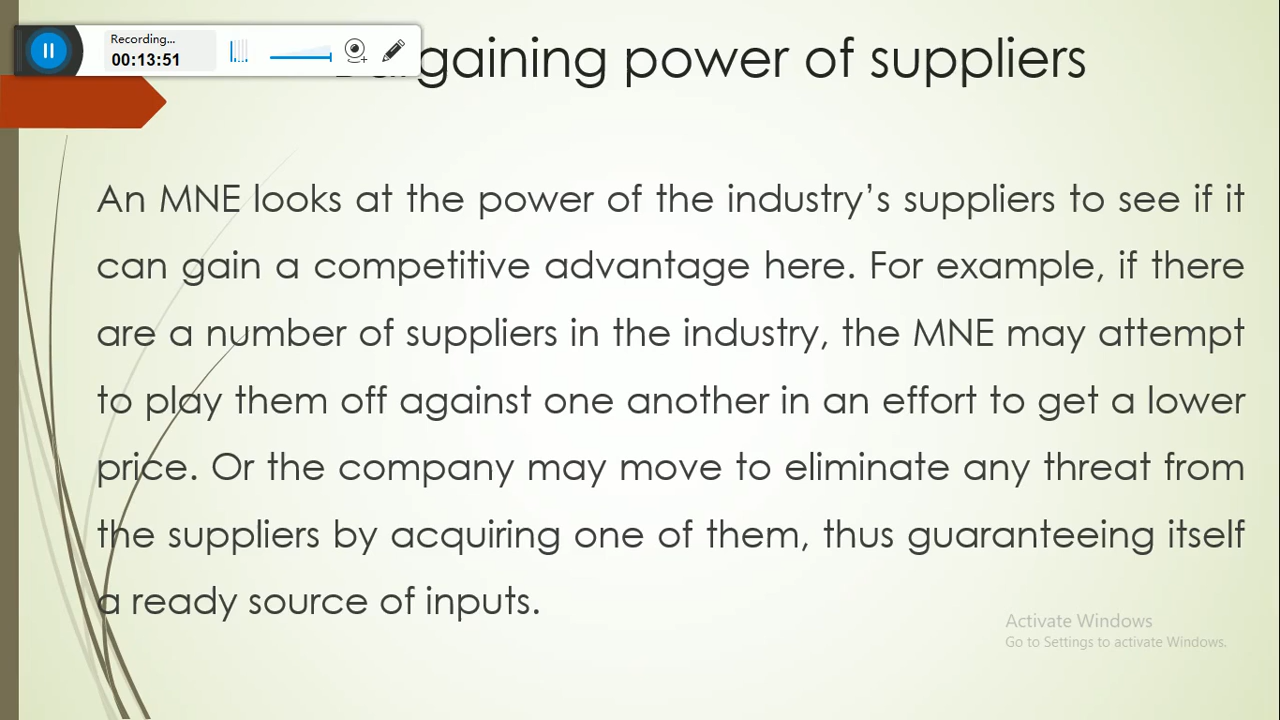 Recording...
00:13:51
gaining power of suppliers
An MNE looks at the power of the industry’s suppliers to see if it
can gain a competitive advantage here. For example, if there
are a number of suppliers in the industry, the MNE may attempt
to play them off against one another in an effort to get a lower
price. Or the company may move to eliminate any threat from
the suppliers by acquiring one of them, thus guaranteeing itself
a ready source of inputs.
Activate Windows
Go to Settings to activate Windows.